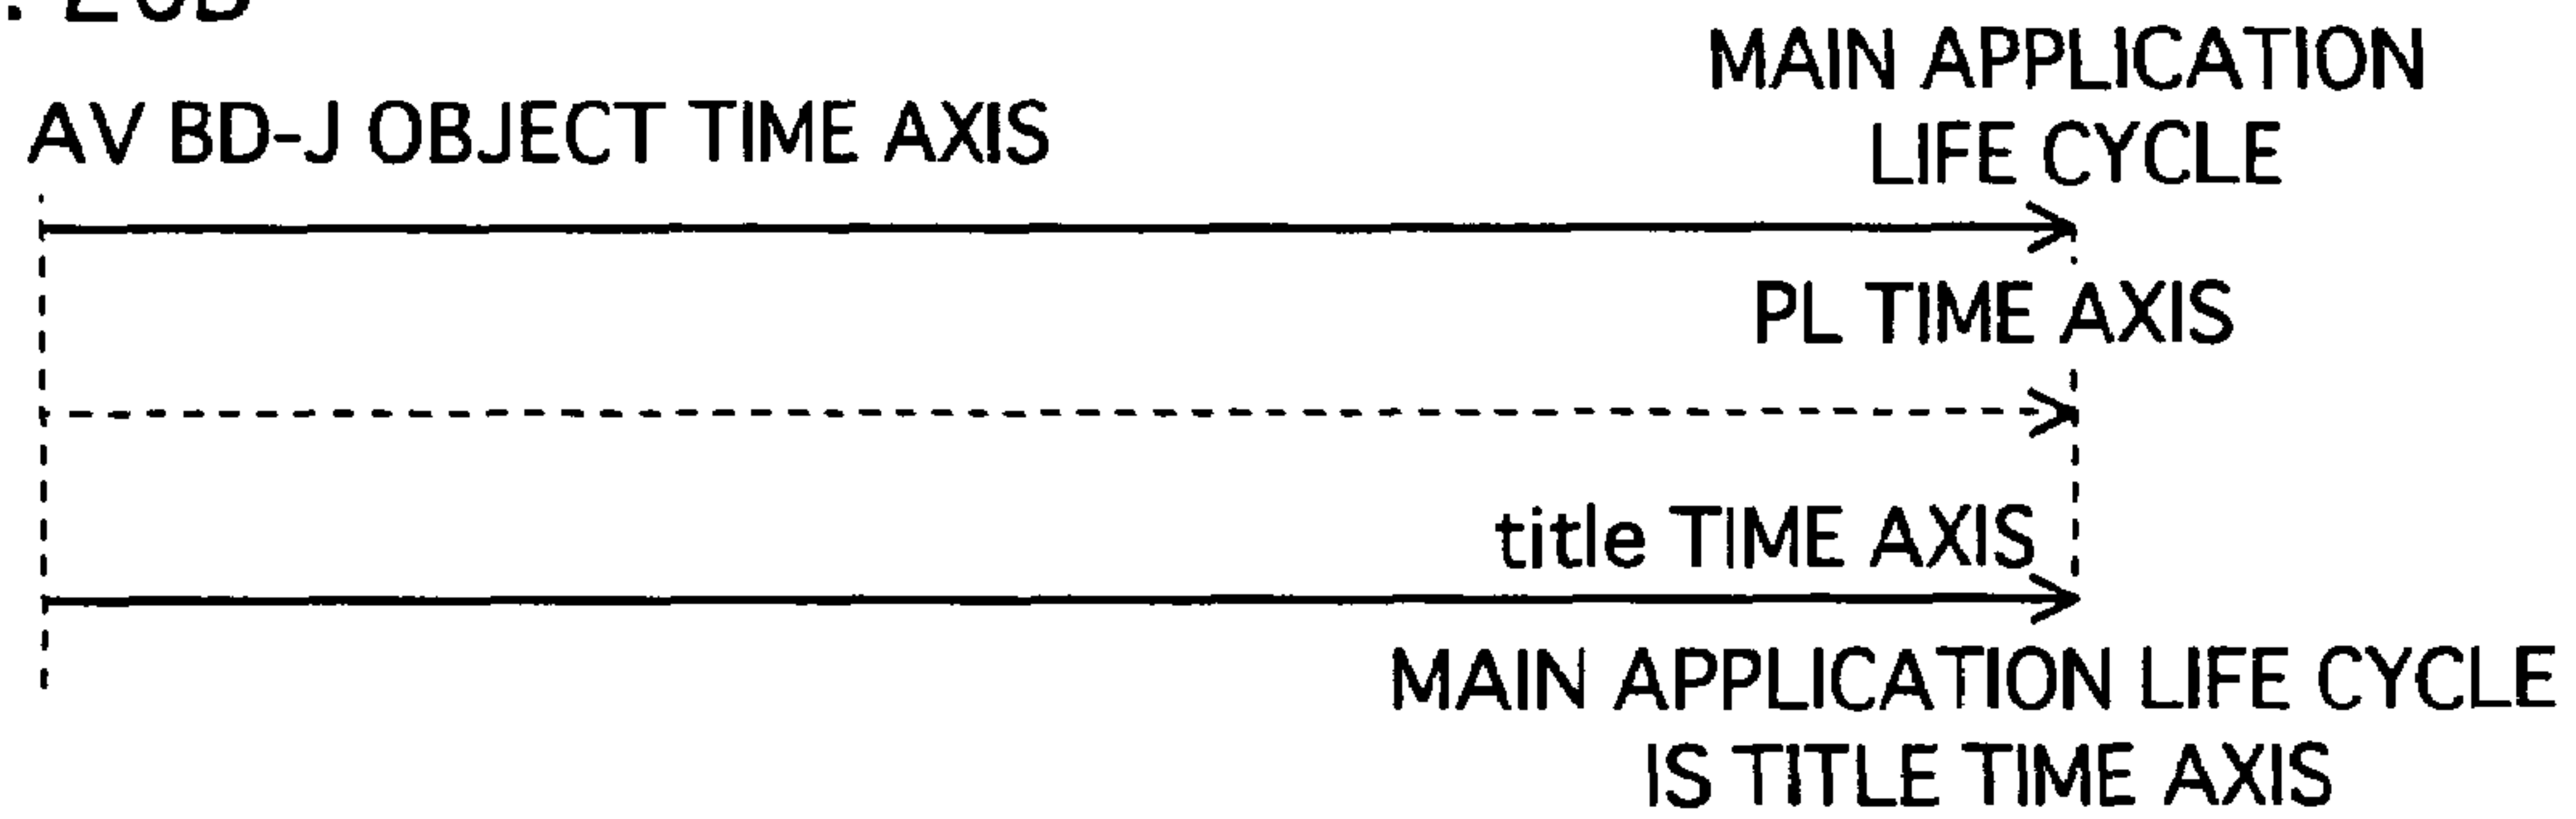 AV BD-J OBJECT TIME AXIS
MAIN APPLICATION
LIFE CYCLE
PL TIME AXIS
title TIME AXIS
MAIN APPLICATION LIFE CYCLE
IS TITLE TIME AXIS